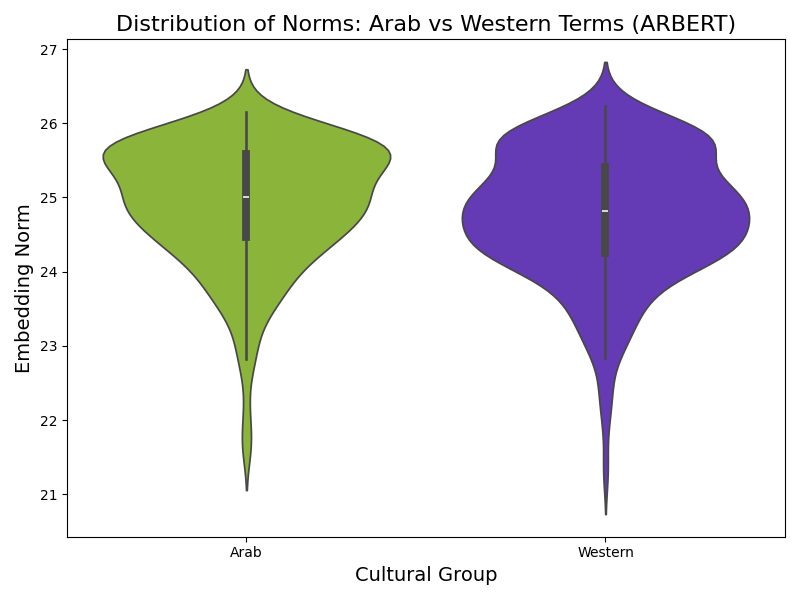 Distribution of Norms: Arab vs Western Terms (ARBERT)
27
26
25
24
23
22
21
Embedding Norm
Arab
Western
Cultural Group